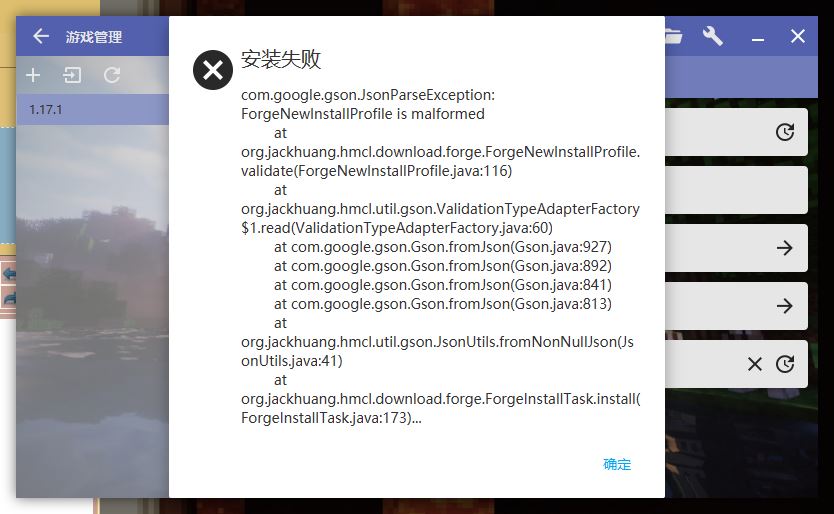 游戏管理
1.17.1
安装失败
com.google.gson.JsonParseException:
ForgeNewInstallProfile is malformed
at
org.jackhuang.hmcl.download.forge.ForgeNewInstallProfile.
validate(ForgeNewInstallProfile.java:116)
at
org.jackhuang.hmcl.util.gson.ValidationTypeAdapterFactory
$1.read(ValidationTypeAdapterFactory.java:60)
at com.google.gson.Gson.fromJson(Gson.java:927)
at com.google.gson.Gson.fromJson(Gson.java:892)
at com.google.gson.Gson.fromJson(Gson.java:841)
at com.google.gson.Gson.fromJson(Gson.java:813)
at
org.jackhuang.hmcl.util.gson.JsonUtils.fromNonNullJson(Js
onUtils.java:41)
at
org.jackhuang.hmcl.download.forge.ForgeInstallTask.install(
ForgeInstallTask.java:173)...
确定